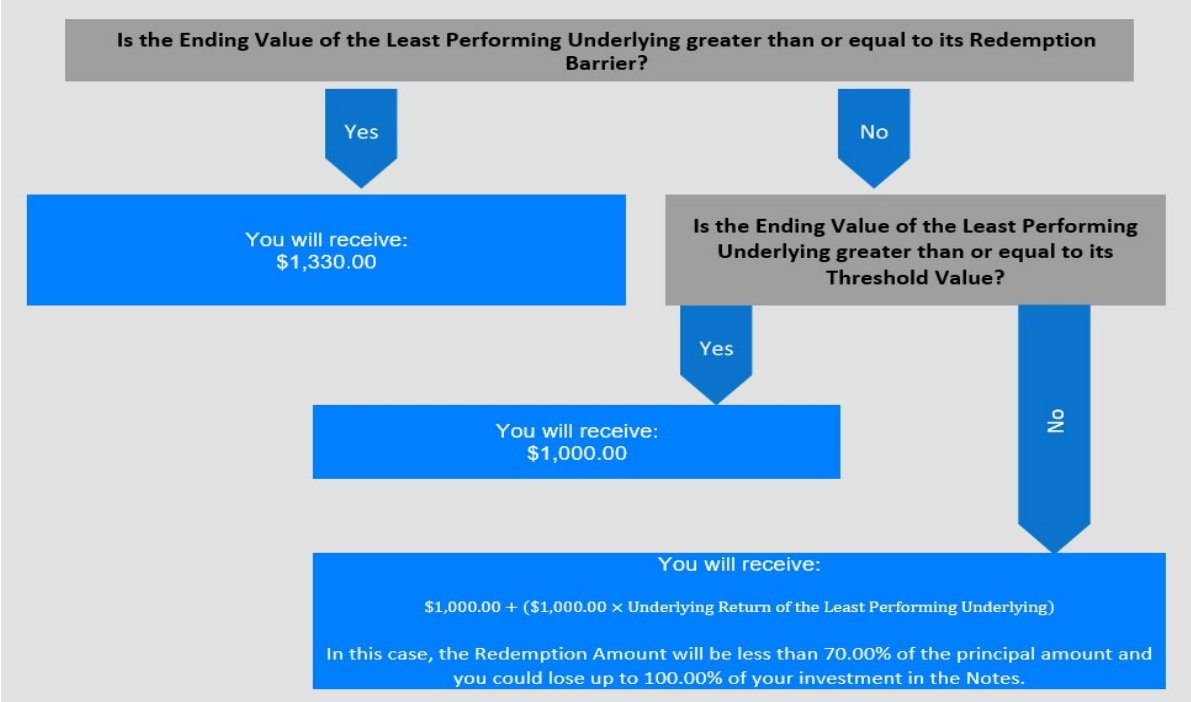 Is the Ending Value of the Least Performing Underlying greater than or equal to its Redemption
Barrier?
Yes
No
You will receive:
$1,330.00
Is the Ending Value of the Least Performing
Underlying greater than or equal to its
Threshold Value?
Yes
No
You will receive:
$1,000.00
You will receive:
$1,000.00 + ($1,000.00 × Underlying Return of the Least Performing Underlying)
In this case, the Redemption Amount will be less than 70.00% of the principal amount and
you could lose up to 100.00% of your investment in the Notes.